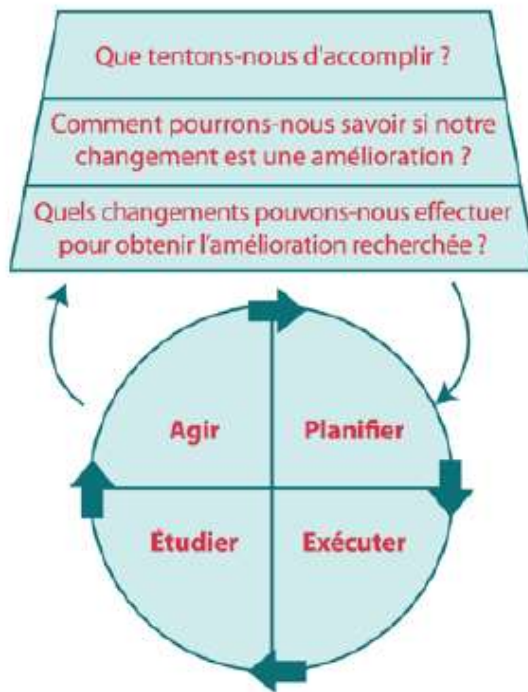 Que tentons-nous d'accomplir ?
Comment pourrons-nous savoir si notre
changement est une amélioration ?
Quels changements pouvons-nous effectuer
pour obtenir l'amélioration recherchée ?
Agir
Planifier
Étudier
Exécuter